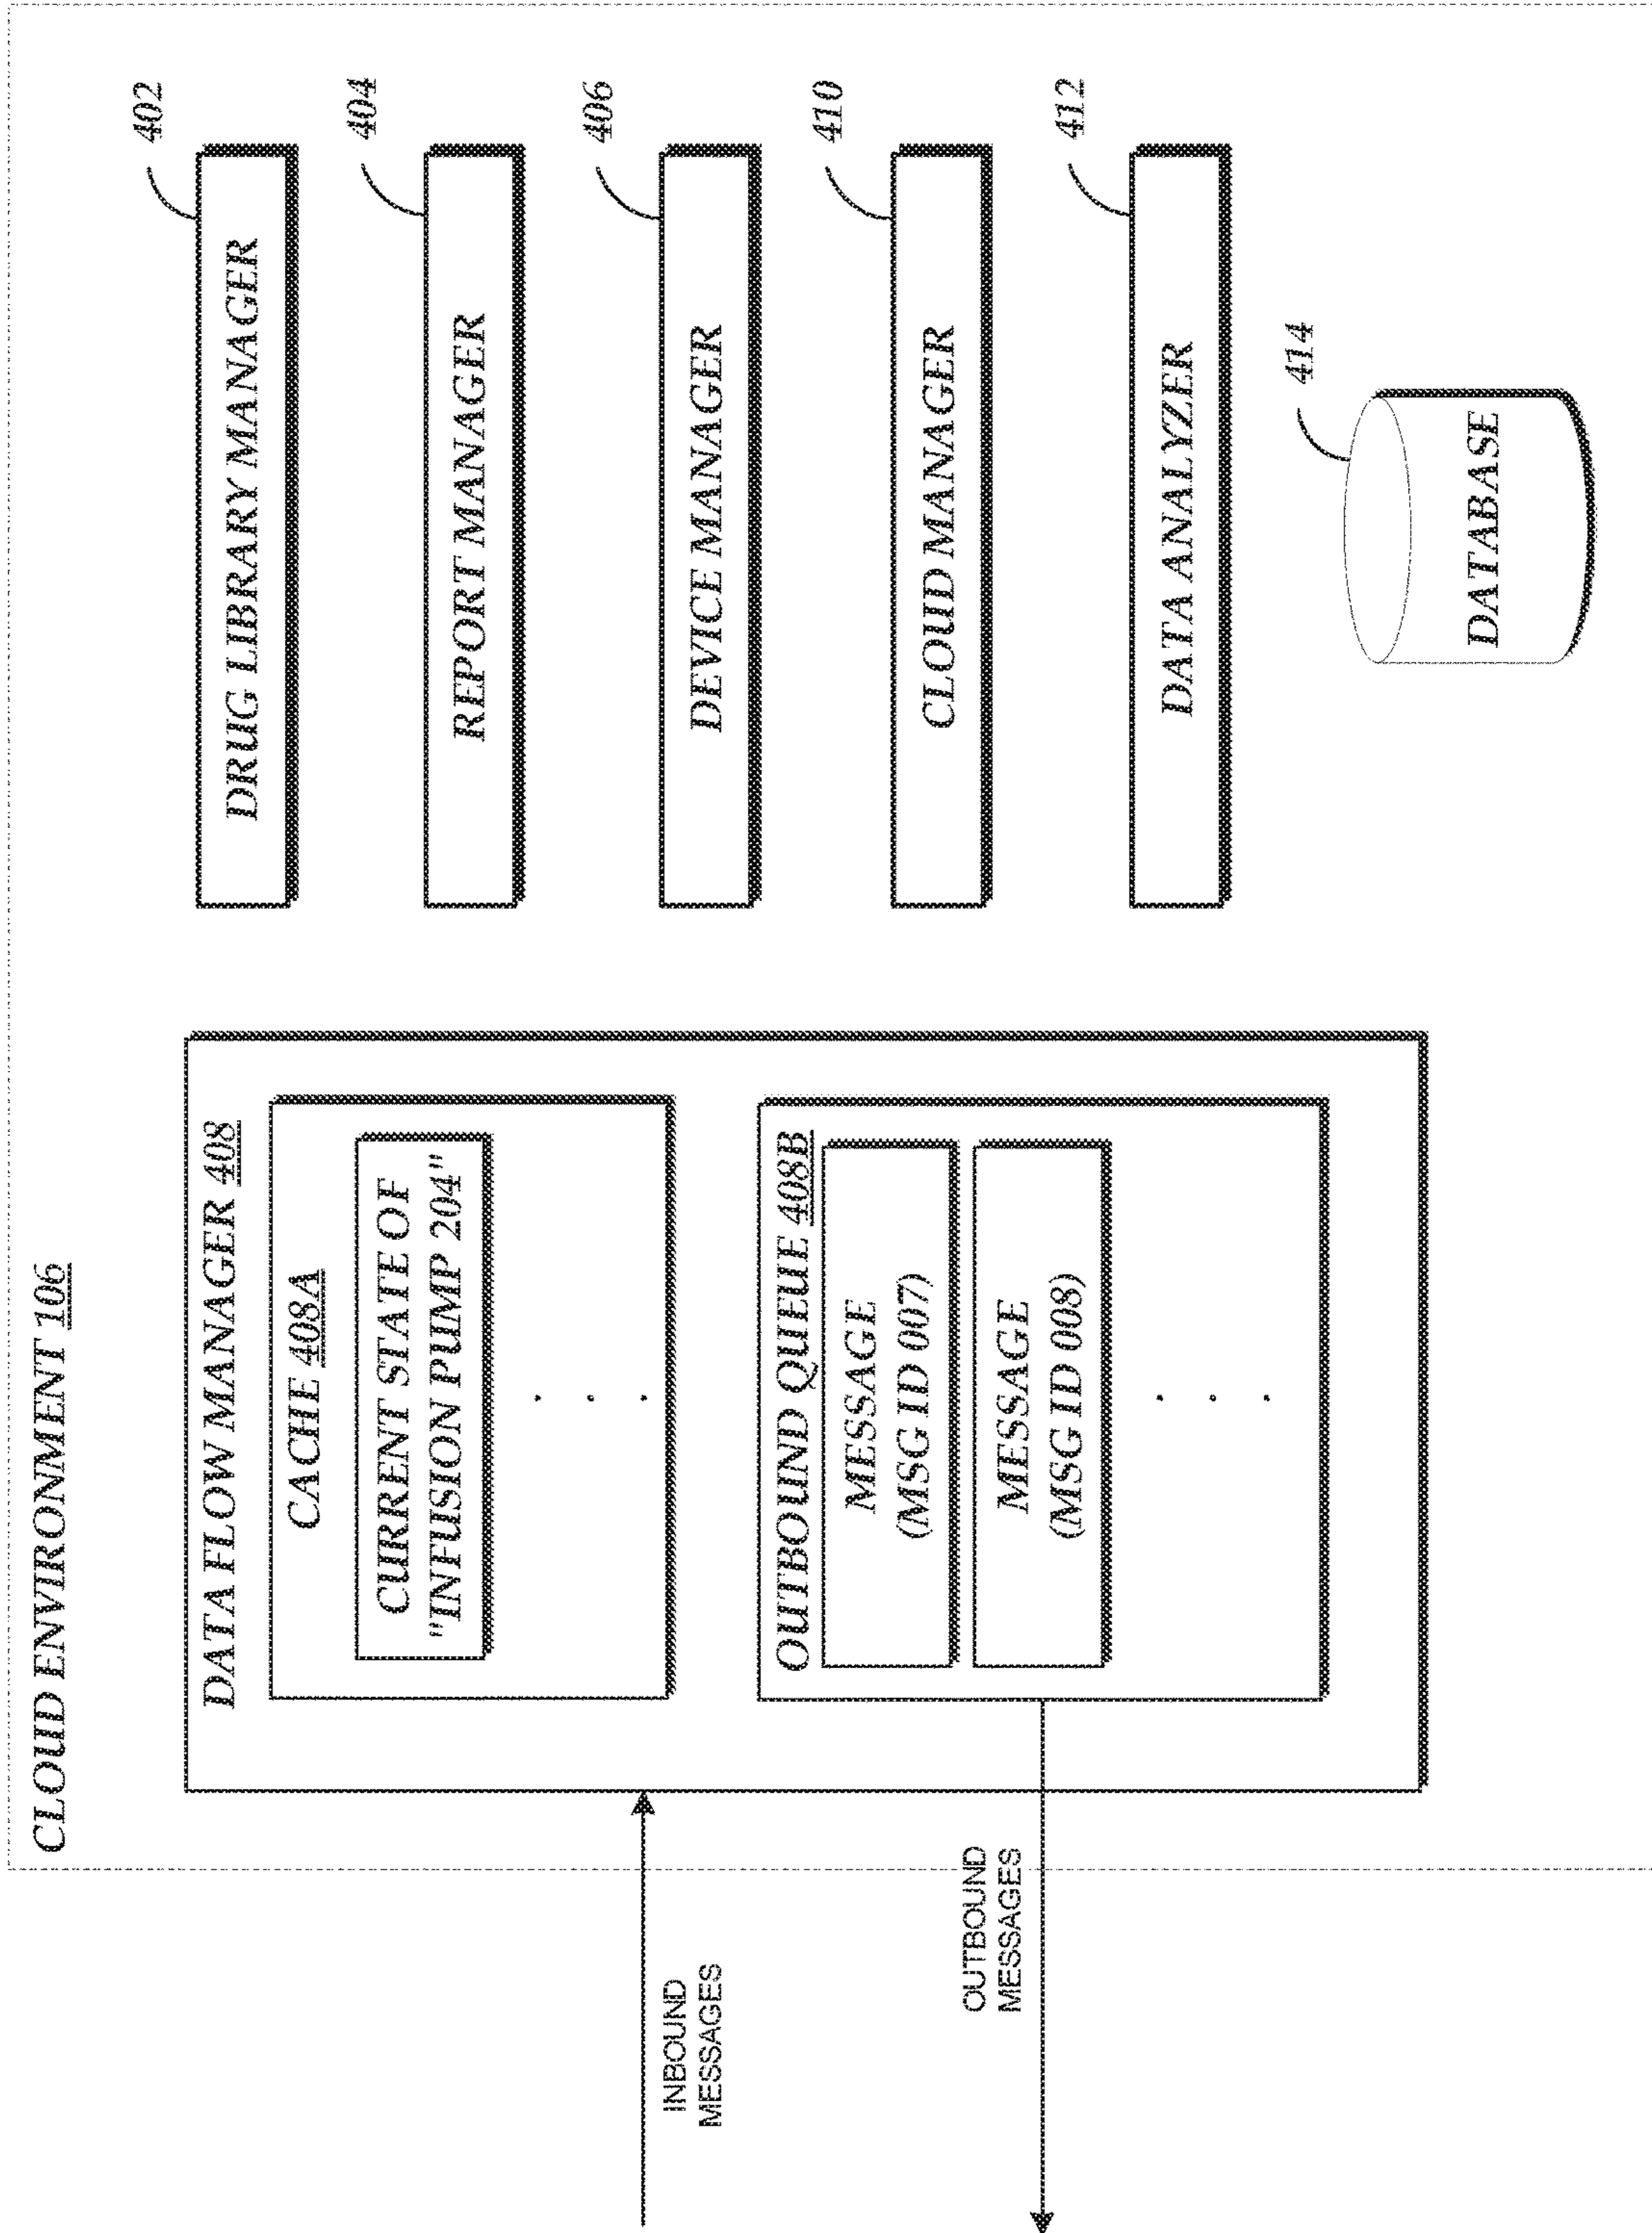 CLOUD ENVIRONMENT 106
DATA FLOW MANAGER 408
CACHE 408A
CURRENT STATE OF
"INFUSION PUMP 204"
OUTBOUND QUEUE 408B
MESSAGE
(MSG ID 007)
MESSAGE
(MSG ID 008)
INBOUND
MESSAGES
OUTBOUND
MESSAGES
402
DRUG LIBRARY MANAGER
404
REPORT MANAGER
406
DEVICE MANAGER
410
CLOUD MANAGER
412
DATA ANALYZER
414
DATABASE